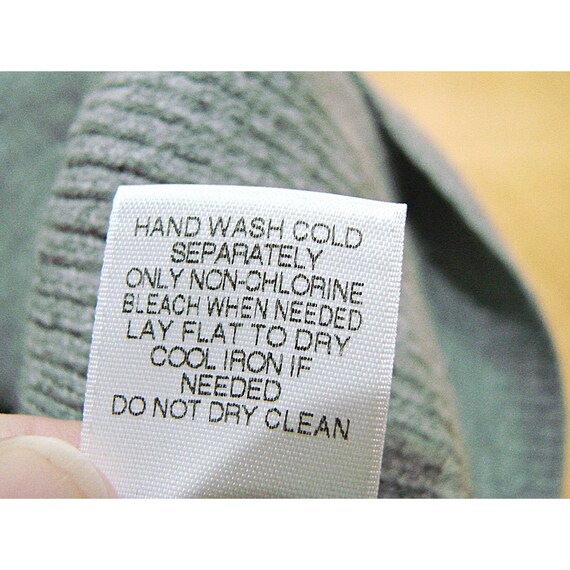 HAND WASH COLD
SEPARATELY
ONLY NON-CHLORINE
BLEACH WHEN NEEDED
LAY FLAT TO DRY
COOL IRON IF
NEEDED
DO NOT DRY CLEAN